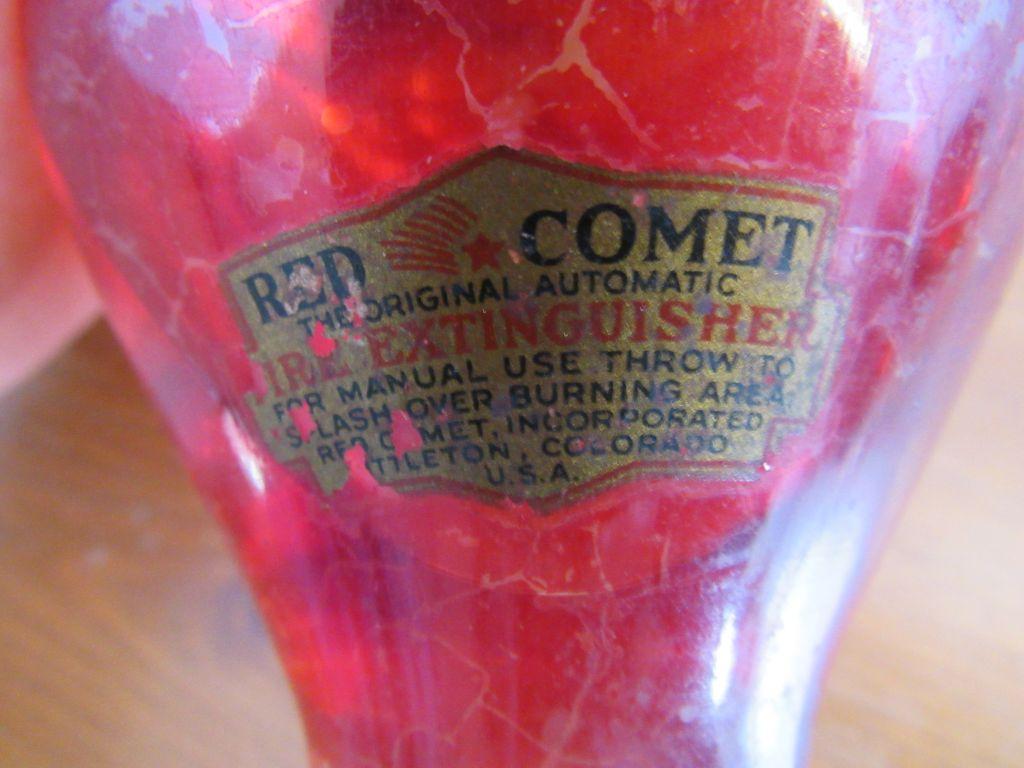 RED COMET
THE ORIGINAL AUTOMATIC
FIRE EXTINGUISHER
FOR MANUAL USE THROW TO
SPLASH OVER BURNING AREA
RED COMET, INCORPORATED
LITTLETON, COLORADO
U.S.A.